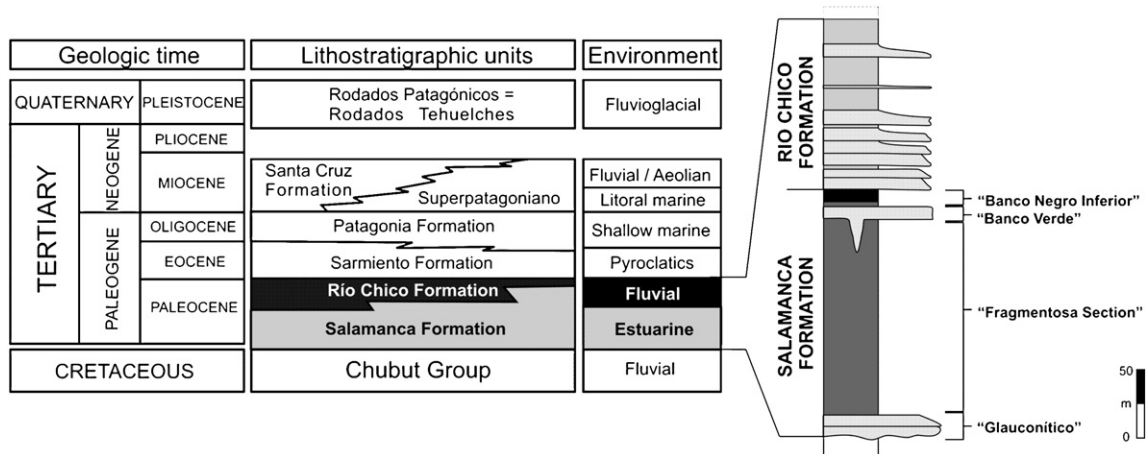 Geologic time
Lithostratigraphic units
Environment
QUATERNARY
PLEISTOCENE
Rodados Patagónicos =
Rodados Tehuelches
Fluvioglacial
TERTIARY
NEOGENE
PLIOCENE
MIOCENE
Santa Cruz
Formation
Superpatagoniano
Fluvial / Aeolian
Litoral marine
PALEOGENE
OLIGOCENE
Patagonia Formation
Shallow marine
EOCENE
Sarmiento Formation
Pyroclatics
PALEOCENE
Río Chico Formation
Fluvial
Salamanca Formation
Estuarine
CRETACEOUS
Chubut Group
Fluvial
RIO CHICO
FORMATION
SALAMANCA
FORMATION
“Banco Negro Inferior”
“Banco Verde”
“Fragmentosa Section”
“Glauconítico”
50
m
0